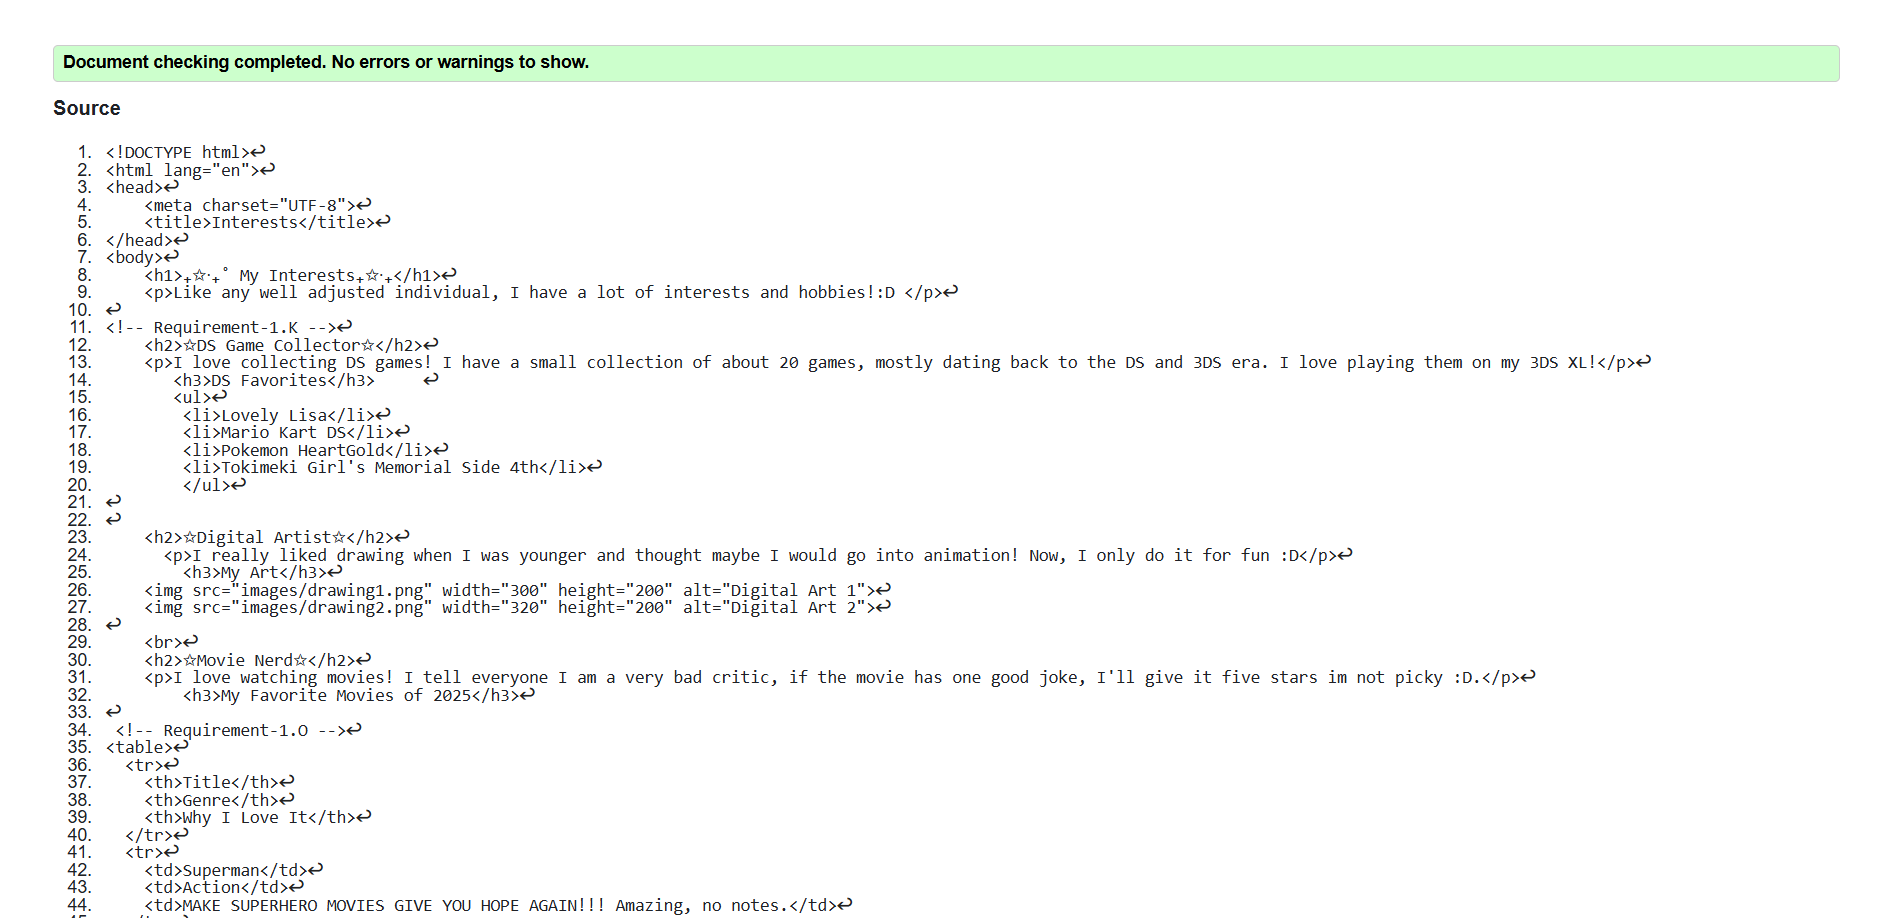 Document checking completed. No errors or warnings to show.
Source
1. <!DOCTYPE html>↩
2. <html lang="en">↩
3. <head>↩
4. <meta charset="UTF-8">↩
5. <title>Interests</title>↩
6. </head>↩
7. <body>↩
8. <h1>₊☆‧₊˚ My Interests₊☆‧₊</h1>↩
9. <p>Like any well adjusted individual, I have a lot of interests and hobbies!:D </p>↩
10. ↩
11. <!-- Requirement-1.K -->↩
12. <h2>☆DS Game Collector☆</h2>↩
13. <p>I love collecting DS games! I have a small collection of about 20 games, mostly dating back to the DS and 3DS era. I love playing them on my 3DS XL!</p>↩
14. <h3>DS Favorites</h3> ↩
15. <ul>↩
16. <li>Lovely Lisa</li>↩
17. <li>Mario Kart DS</li>↩
18. <li>Pokemon HeartGold</li>↩
19. <li>Tokimeki Girl's Memorial Side 4th</li>↩
20. </ul>↩
21. ↩
22. ↩
23. <h2>☆Digital Artist☆</h2>↩
24. <p>I really liked drawing when I was younger and thought maybe I would go into animation! Now, I only do it for fun :D</p>↩
25. <h3>My Art</h3>↩
26. <img src="images/drawing1.png" width="300" height="200" alt="Digital Art 1">↩
27. <img src="images/drawing2.png" width="320" height="200" alt="Digital Art 2">↩
28. ↩
29. <br>↩
30. <h2>☆Movie Nerd☆</h2>↩
31. <p>I love watching movies! I tell everyone I am a very bad critic, if the movie has one good joke, I'll give it five stars im not picky :D.</p>↩
32. <h3>My Favorite Movies of 2025</h3>↩
33. ↩
34. <!-- Requirement-1.O -->↩
35. <table>↩
36. <tr>↩
37. <th>Title</th>↩
38. <th>Genre</th>↩
39. <th>Why I Love It</th>↩
40. </tr>↩
41. <tr>↩
42. <td>Superman</td>↩
43. <td>Action</td>↩
44. <td>MAKE SUPERHERO MOVIES GIVE YOU HOPE AGAIN!!! Amazing, no notes.</td>↩